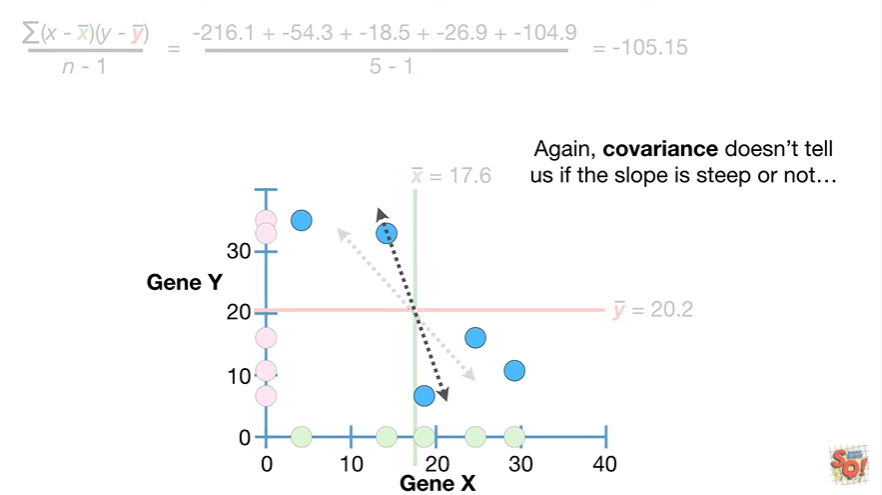 ∑(x - x̅)(y - y̅)
n - 1
=
-216.1 + -54.3 + -18.5 + -26.9 + -104.9
5 - 1
= -105.15
Again, covariance doesn't tell
us if the slope is steep or not…
x̅ = 17.6
30
Gene Y
20
y̅ = 20.2
10
0
0 10 20 30 40
Gene X
SQ!